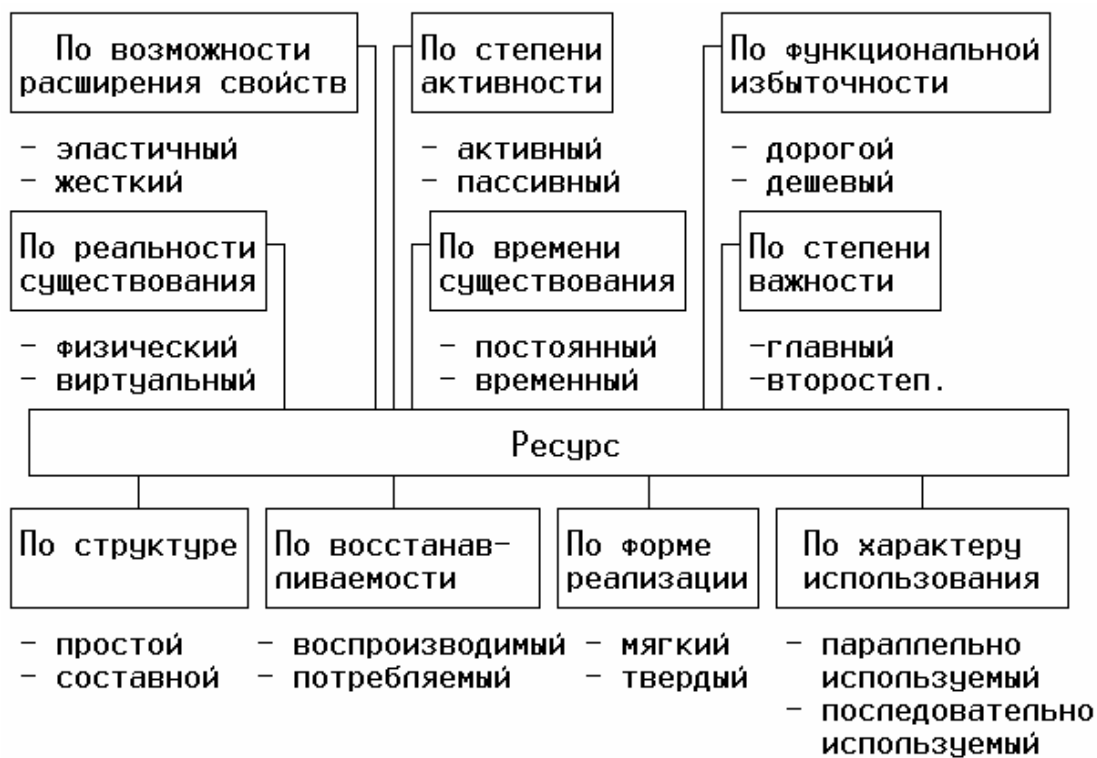 По возможности
расширения свойств
- эластичный
- жесткий
По степени
активности
- активный
- пассивный
По функциональной
избыточности
- дорогой
- дешевый
По реальности
существования
- физический
- виртуальный
По времени
существования
- постоянный
- временный
По степени
важности
-главный
-второстеп.
Ресурс
По структуре
- простой
- составной
По восстанав-
ливаемости
- воспроизводимый
- потребляемый
По форме
реализации
- мягкий
- твердый
По характеру
использования
- параллельно
используемый
- последовательно
используемый